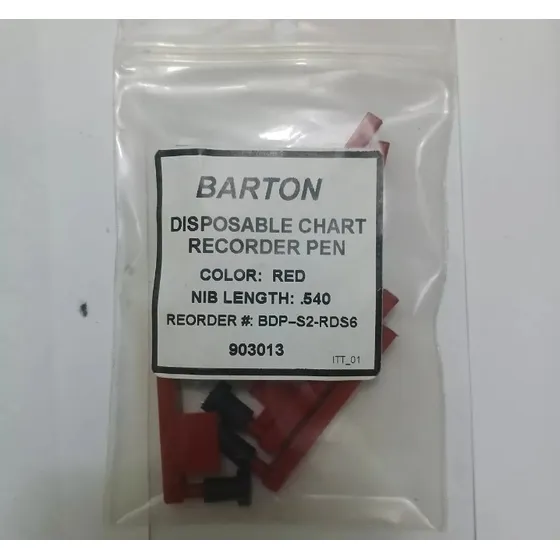 BARTON
DISPOSABLE CHART
RECORDER PEN
COLOR: RED
NIB LENGTH: .540
REORDER #: BDP–S2-RDS6
903013
ITT_01